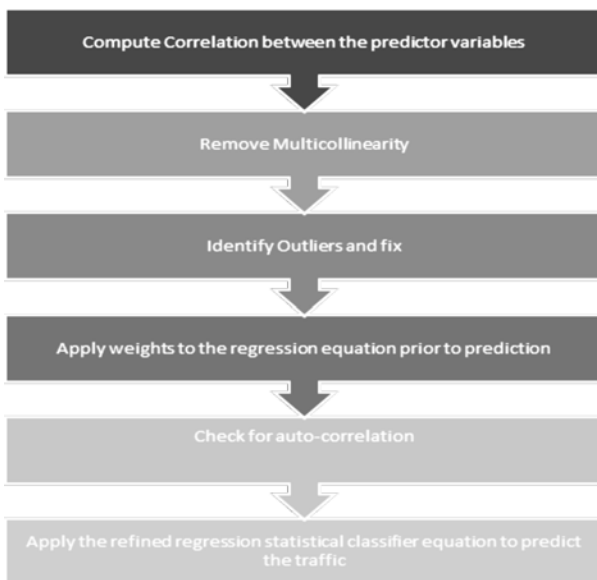 Compute Correlation between the predictor variables
Remove Multicollinearity
Identify Outliers and fix
Apply weights to the regression equation prior to prediction
Check for auto-correlation
Apply the refined regression statistical classifier equation to predict
the traffic